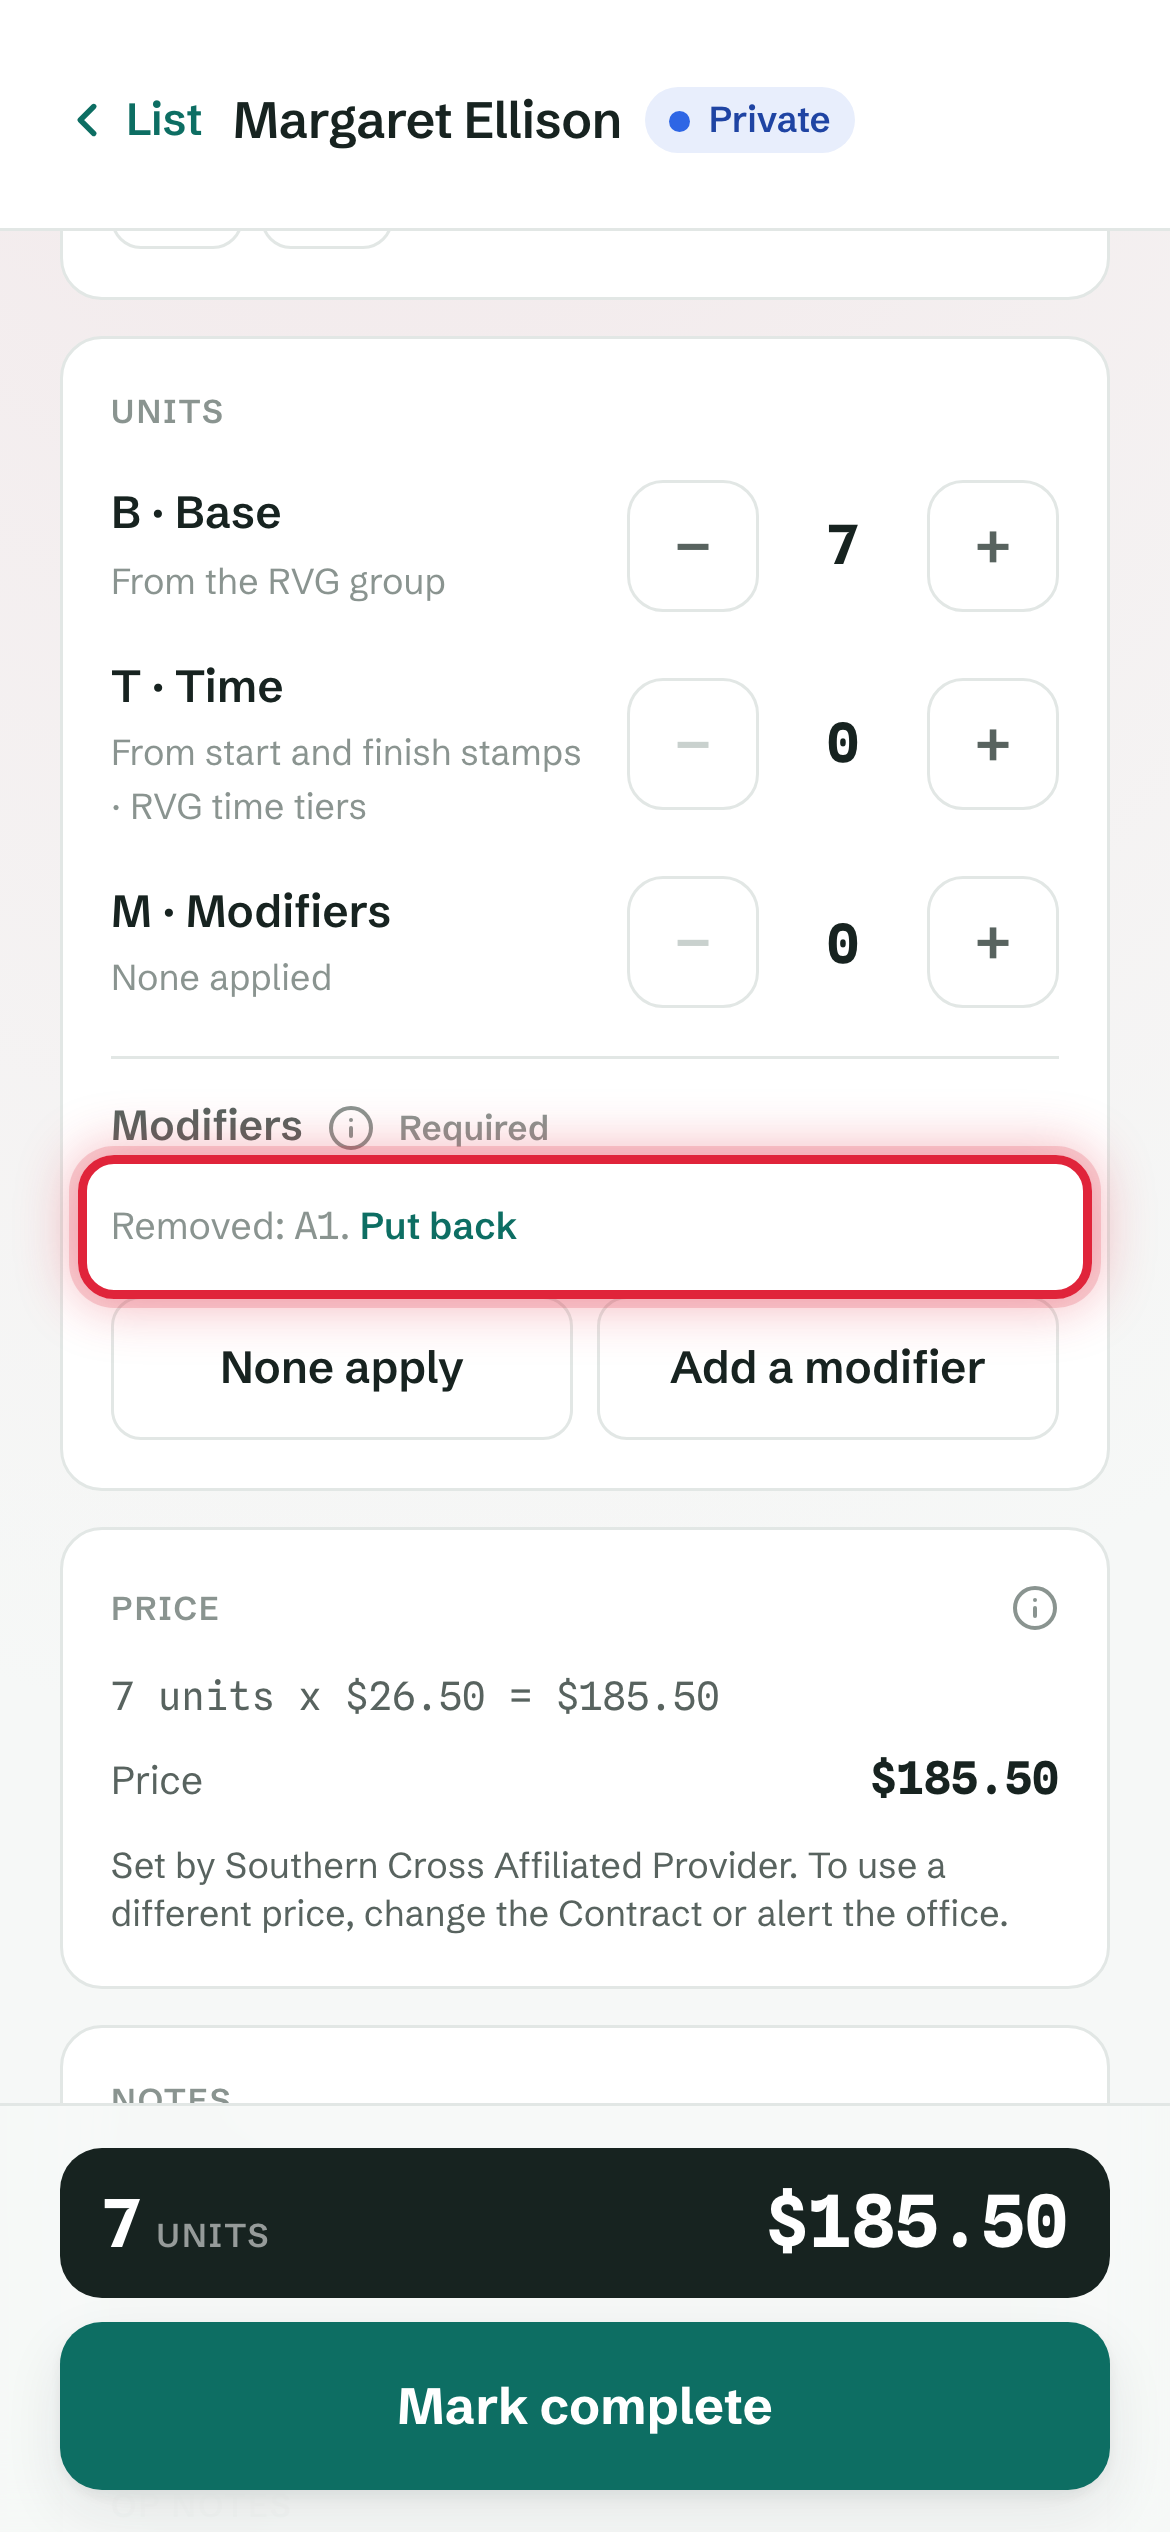 List Margaret Ellison Private
UNITS
B · Base
From the RVG group
− 7 +
T · Time
From start and finish stamps
· RVG time tiers
− 0 +
M · Modifiers
None applied
− 0 +
Modifiers Required
Removed: A1. Put back
None apply Add a modifier
PRICE
7 units x $26.50 = $185.50
Price $185.50
Set by Southern Cross Affiliated Provider. To use a
different price, change the Contract or alert the office.
NOTES
7 UNITS $185.50
Mark complete
OP NOTES